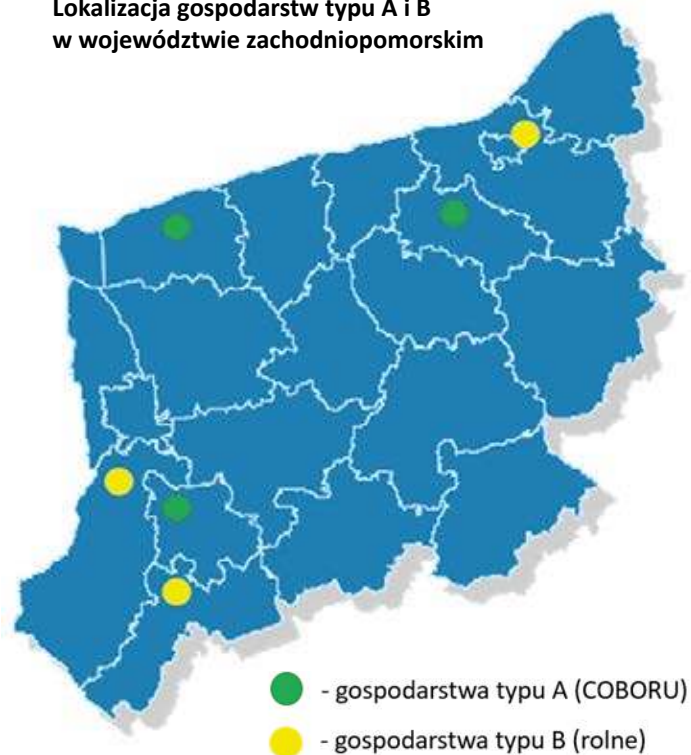 Lokalizacja gospodarstw typu A i B
w województwie zachodniopomorskim
- gospodarstwa typu A (COBORU)
- gospodarstwa typu B (rolne)